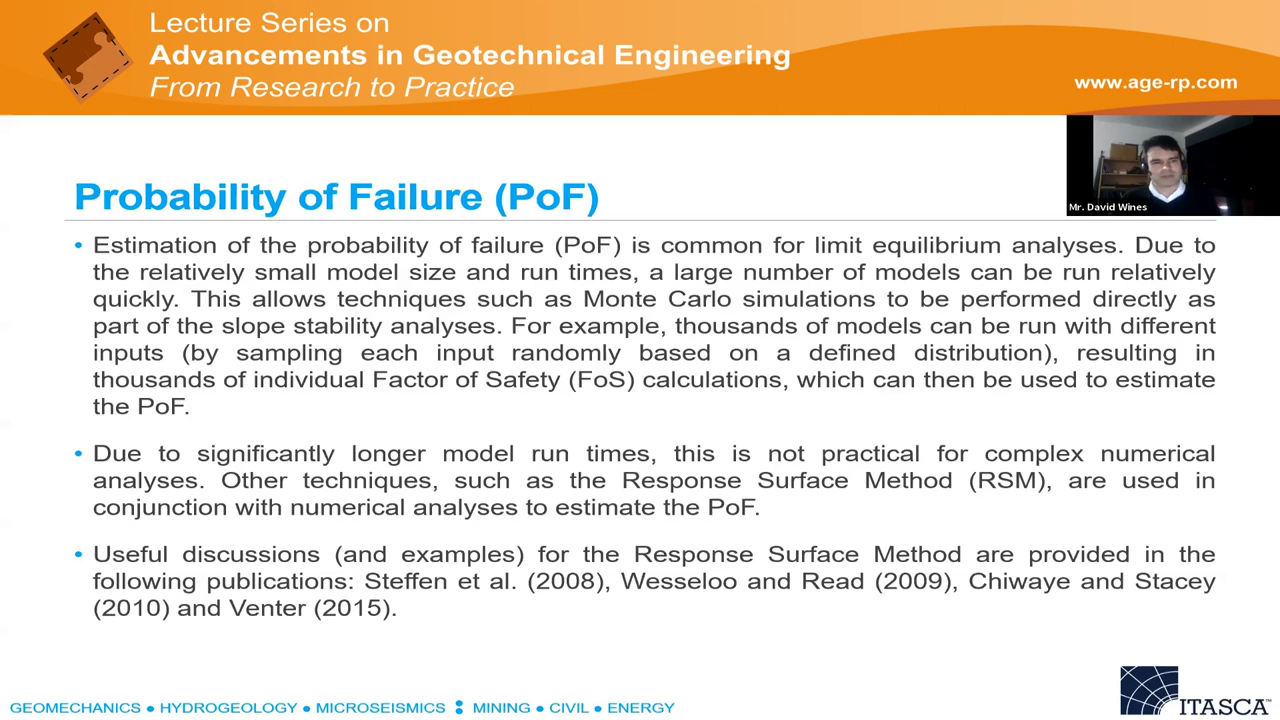 Lecture Series on
Advancements in Geotechnical Engineering
From Research to Practice
www.age-rp.com
Mr. David Wines
Probability of Failure (PoF)
• Estimation of the probability of failure (PoF) is common for limit equilibrium analyses. Due to
the relatively small model size and run times, a large number of models can be run relatively
quickly. This allows techniques such as Monte Carlo simulations to be performed directly as
part of the slope stability analyses. For example, thousands of models can be run with different
inputs (by sampling each input randomly based on a defined distribution), resulting in
thousands of individual Factor of Safety (FoS) calculations, which can then be used to estimate
the PoF.
• Due to significantly longer model run times, this is not practical for complex numerical
analyses. Other techniques, such as the Response Surface Method (RSM), are used in
conjunction with numerical analyses to estimate the PoF.
• Useful discussions (and examples) for the Response Surface Method are provided in the
following publications: Steffen et al. (2008), Wesseloo and Read (2009), Chiwaye and Stacey
(2010) and Venter (2015).
GEOMECHANICS ● HYDROGEOLOGY ● MICROSEISMICS : MINING ● CIVIL ● ENERGY
ITASCA™